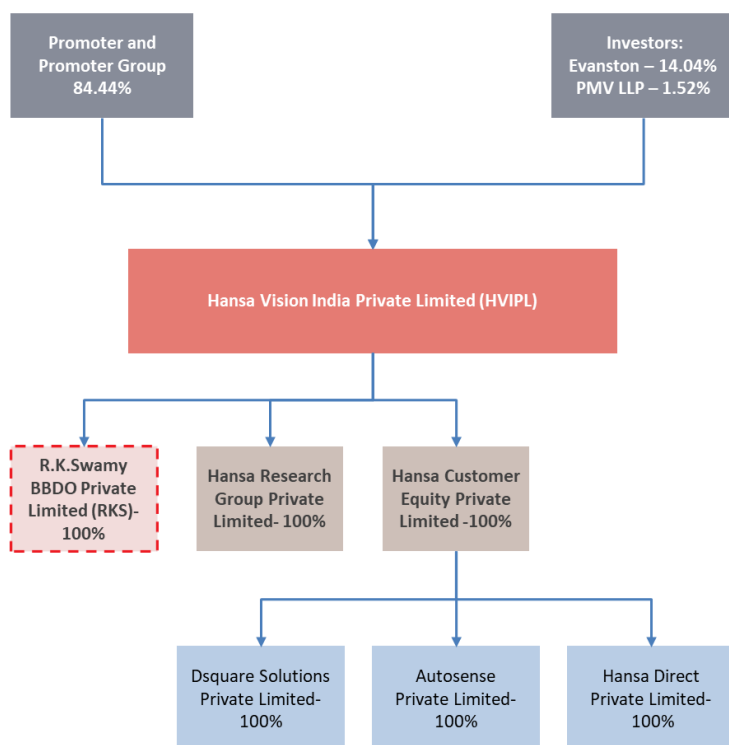 Promoter and
Promoter Group
84.44%
Investors:
Evanston – 14.04%
PMV LLP – 1.52%
Hansa Vision India Private Limited (HVIPL)
R.K.Swamy
BBDO Private
Limited (RKS)-
100%
Hansa Research
Group Private
Limited- 100%
Hansa Customer
Equity Private
Limited -100%
Dsquare Solutions
Private Limited-
100%
Autosense
Private Limited-
100%
Hansa Direct
Private Limited-
100%